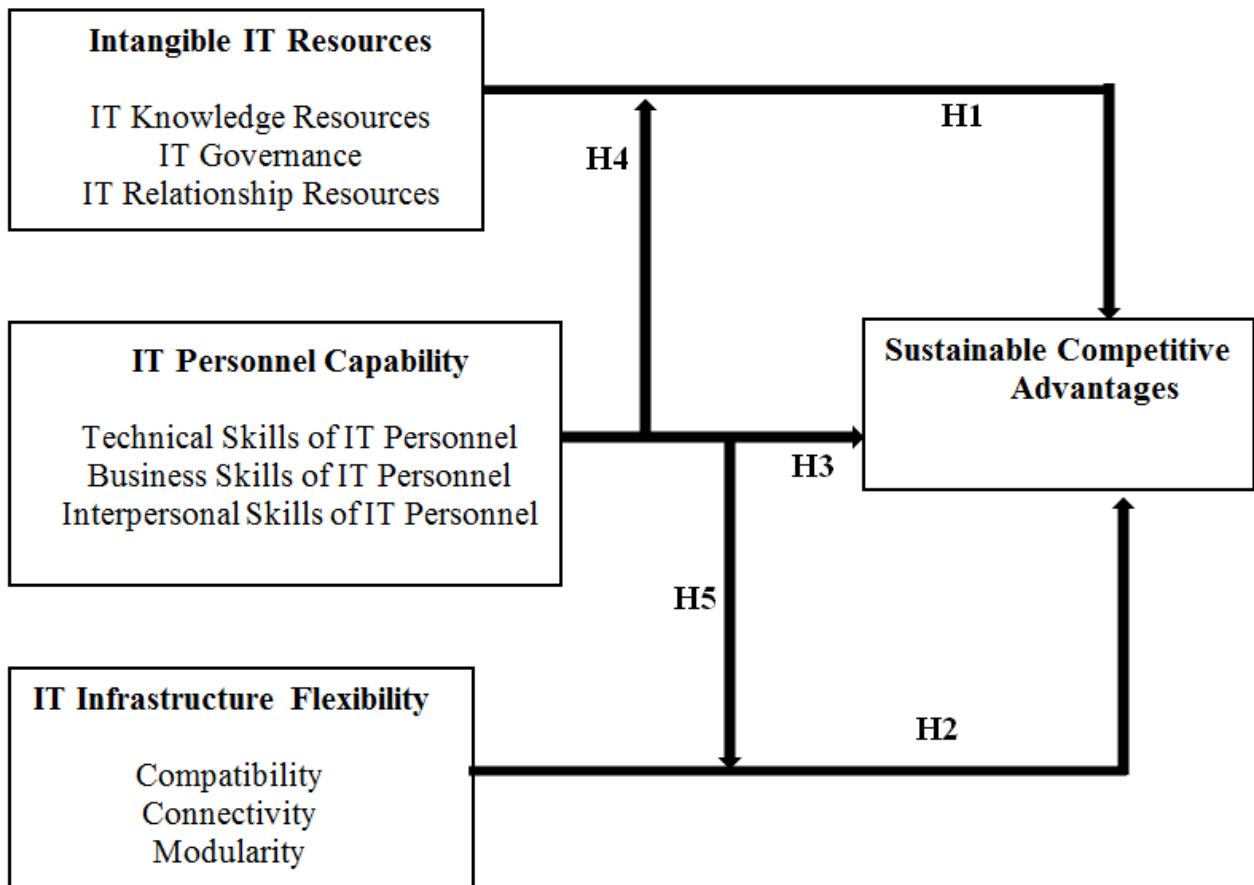 Intangible IT Resources
IT Knowledge Resources
IT Governance
IT Relationship Resources
H1
H4
IT Personnel Capability
Technical Skills of IT Personnel
Business Skills of IT Personnel
Interpersonal Skills of IT Personnel
Sustainable Competitive
Advantages
H3
H5
IT Infrastructure Flexibility
Compatibility
Connectivity
Modularity
H2